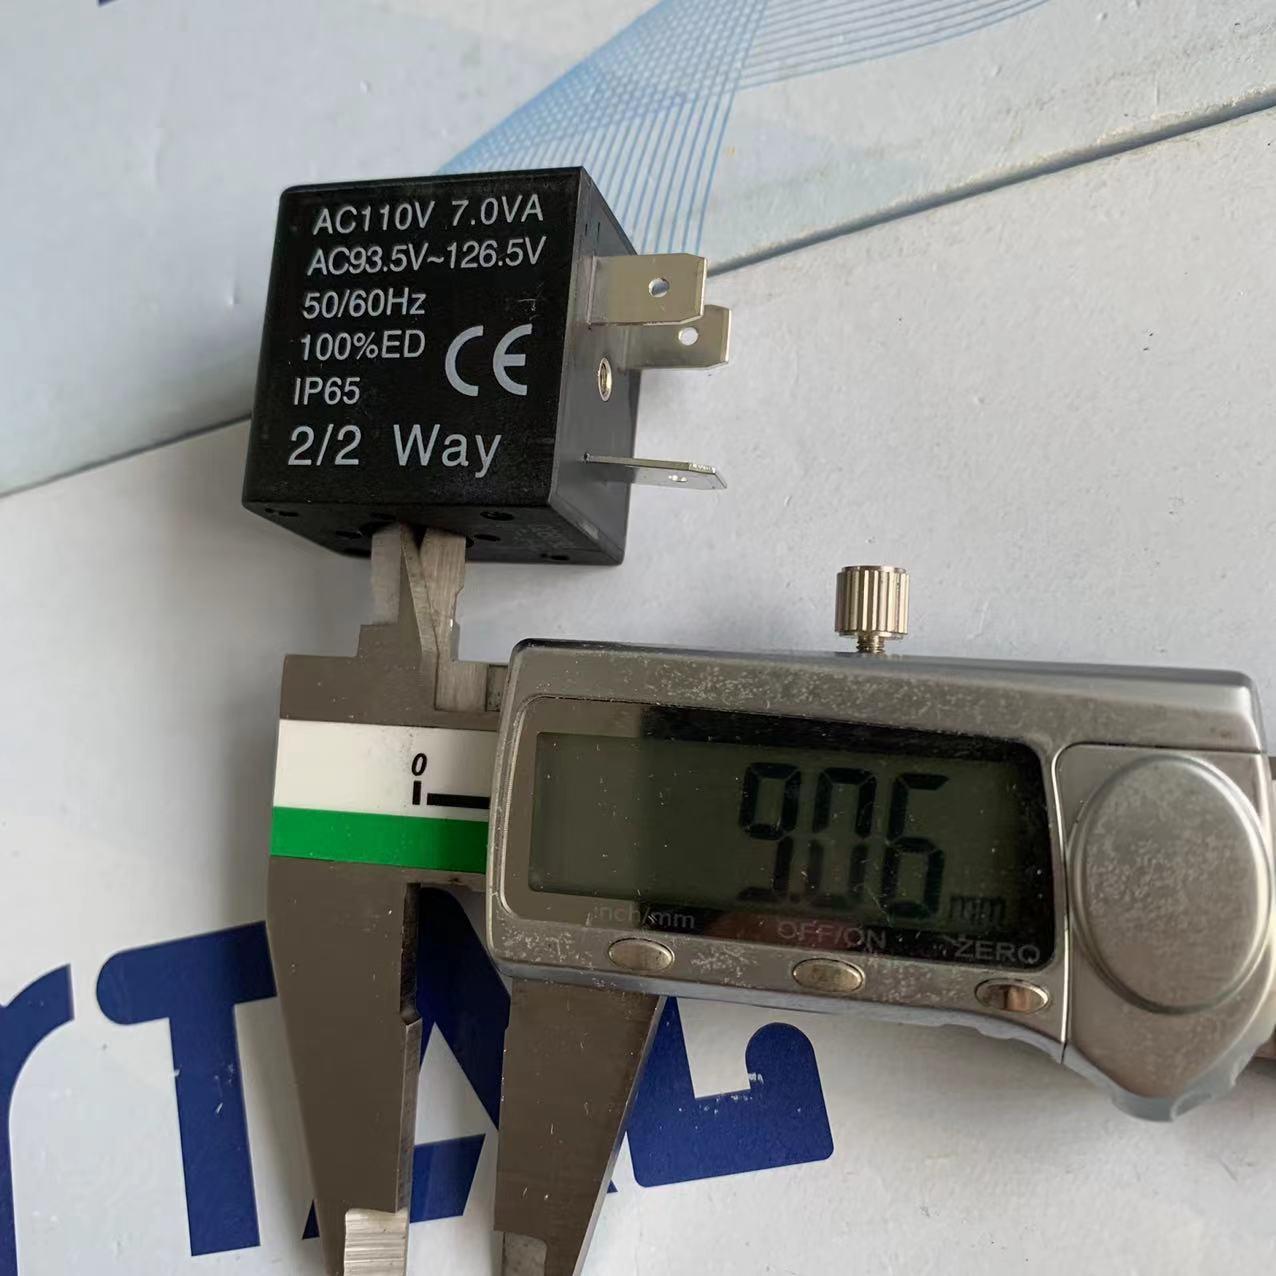 AC110V 7.0VA
AC93.5V~126.5V
50/60Hz
100%ED
IP65
CE
2/2 Way
0
9.06 mm
inch/mm OFF/ON ZERO